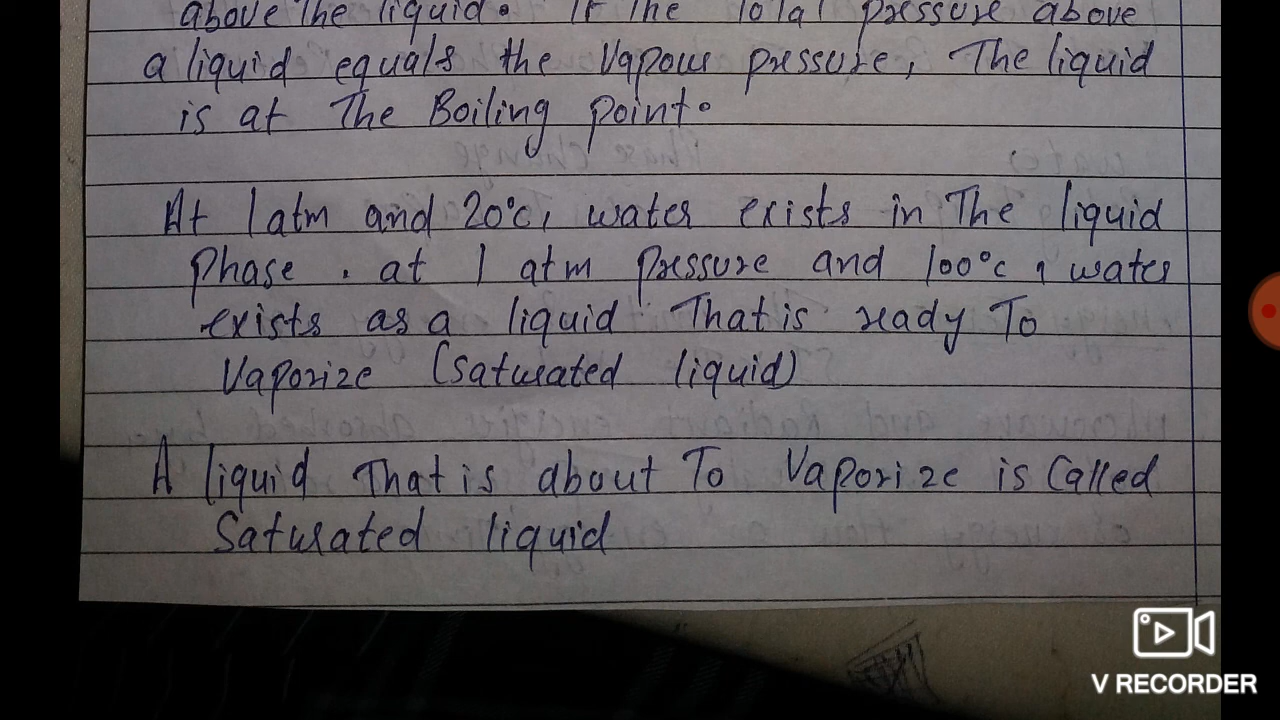 above The liquid. If The Total pressure above
a liquid equals the Vapour pressure, The liquid
is at The Boiling point.
At 1 atm and 20°c, water exists in The liquid
Phase . at 1 atm pressure and 100°c, water
exists as a liquid That is ready To
Vaporize (saturated liquid)
A liquid That is about To Vaporize is Called
Saturated liquid
V RECORDER